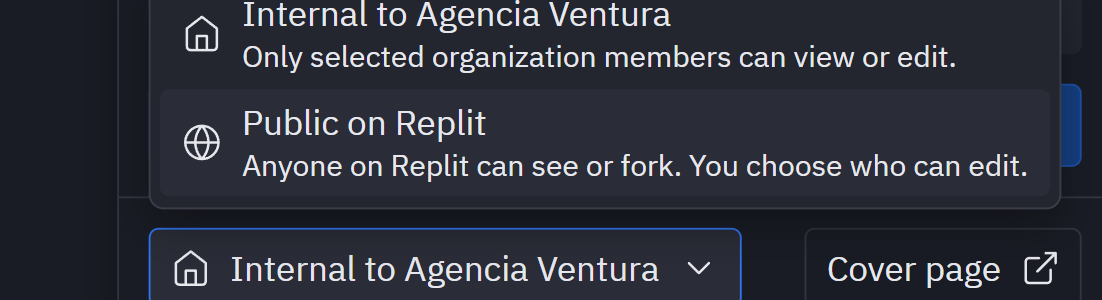 Internal to Agencia Ventura
Only selected organization members can view or edit.
Public on Replit
Anyone on Replit can see or fork. You choose who can edit.
Internal to Agencia Ventura
Cover page